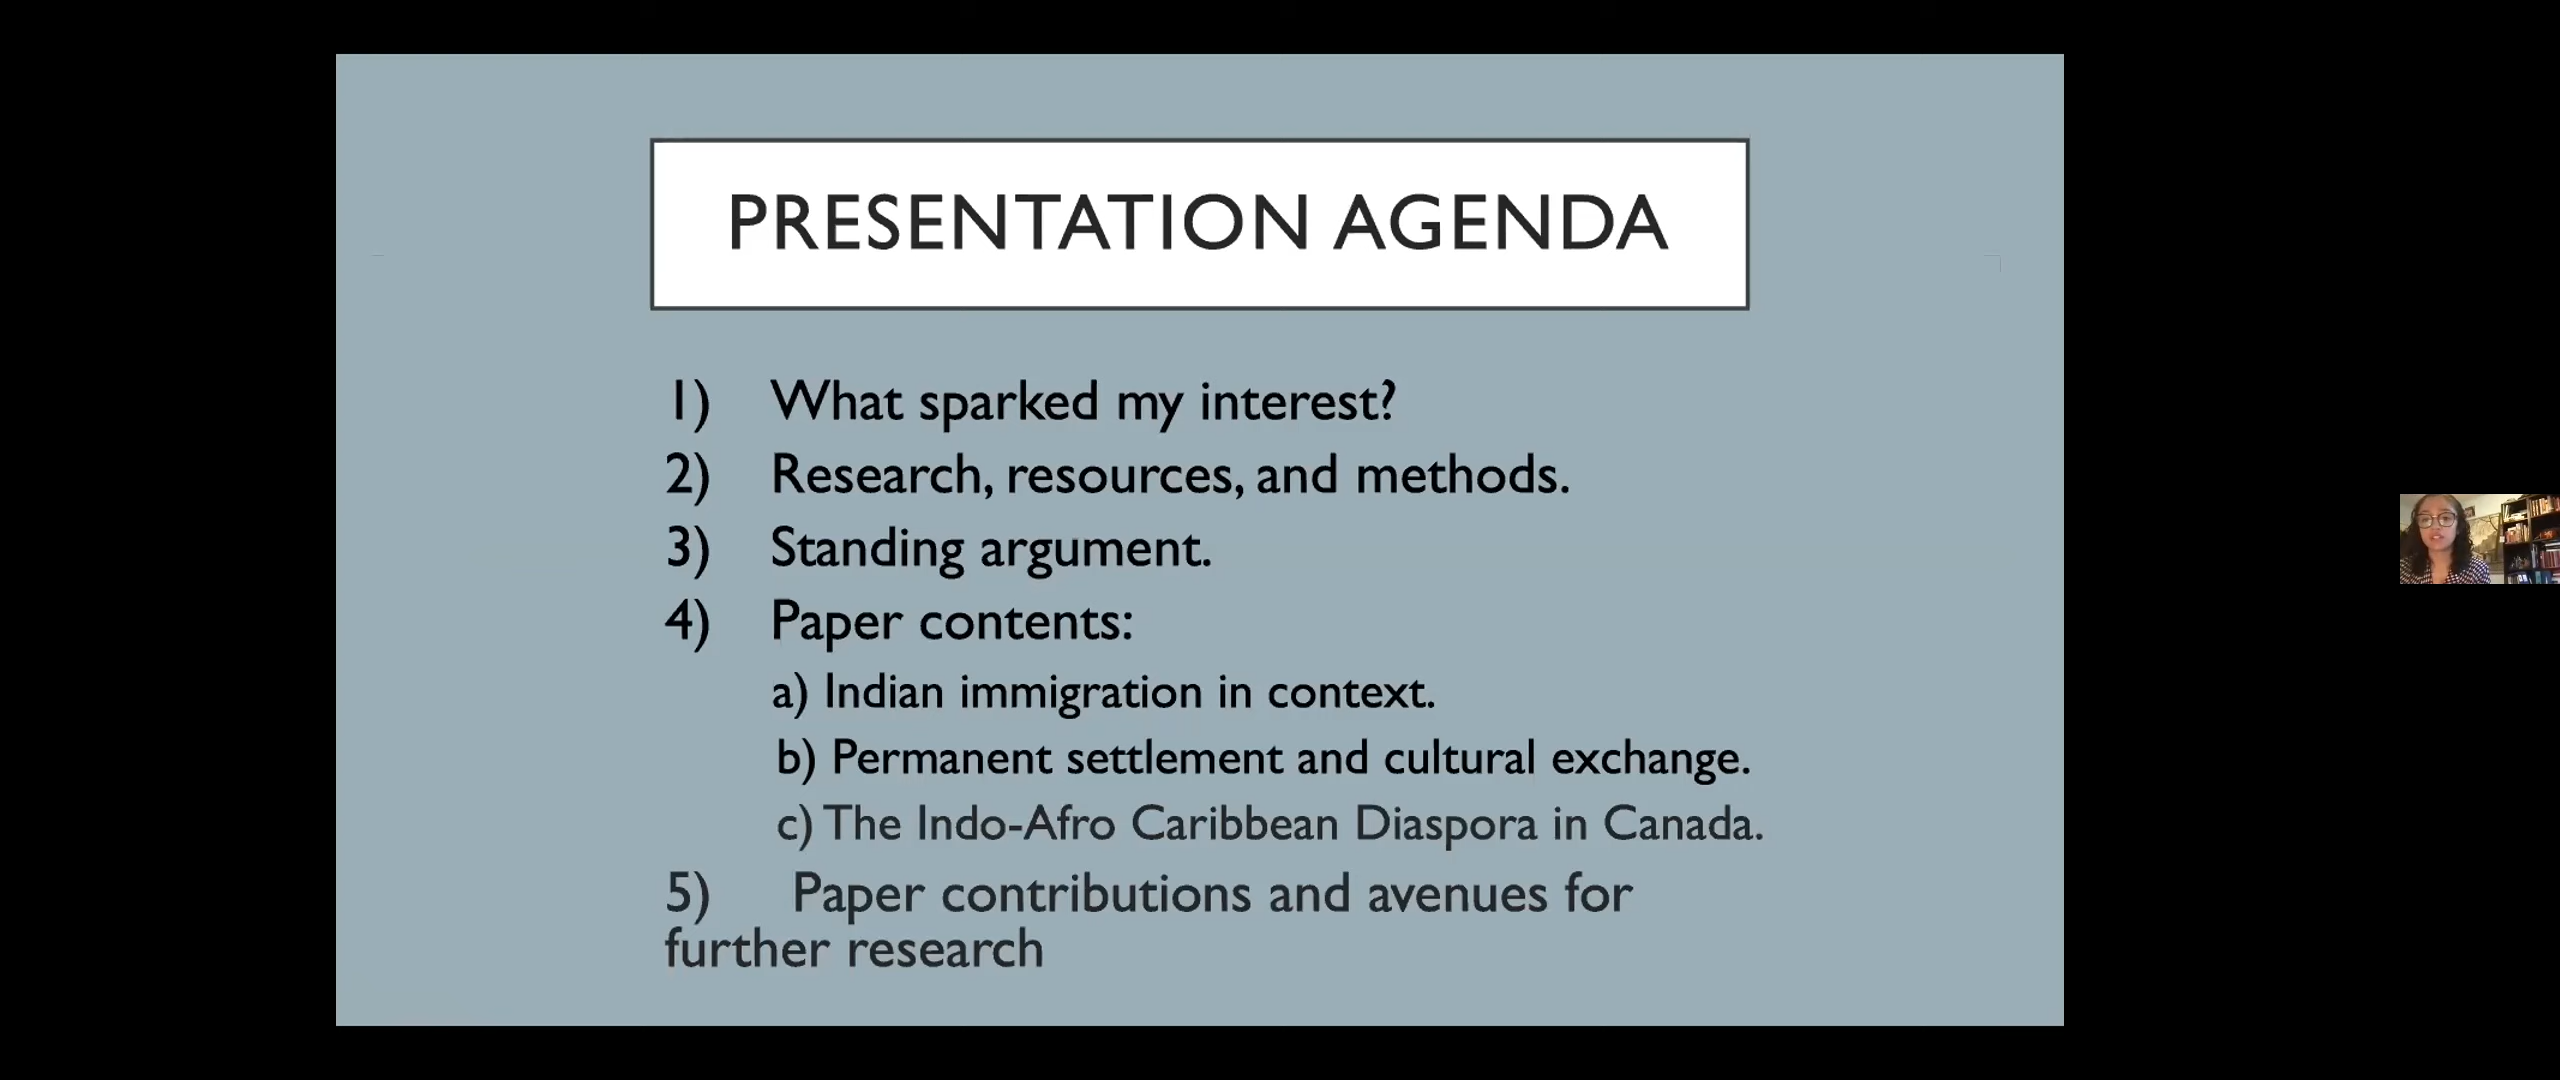 PRESENTATION AGENDA
1) What sparked my interest?
2) Research, resources, and methods.
3) Standing argument.
4) Paper contents:
a) Indian immigration in context.
b) Permanent settlement and cultural exchange.
c) The Indo-Afro Caribbean Diaspora in Canada.
5) Paper contributions and avenues for
further research